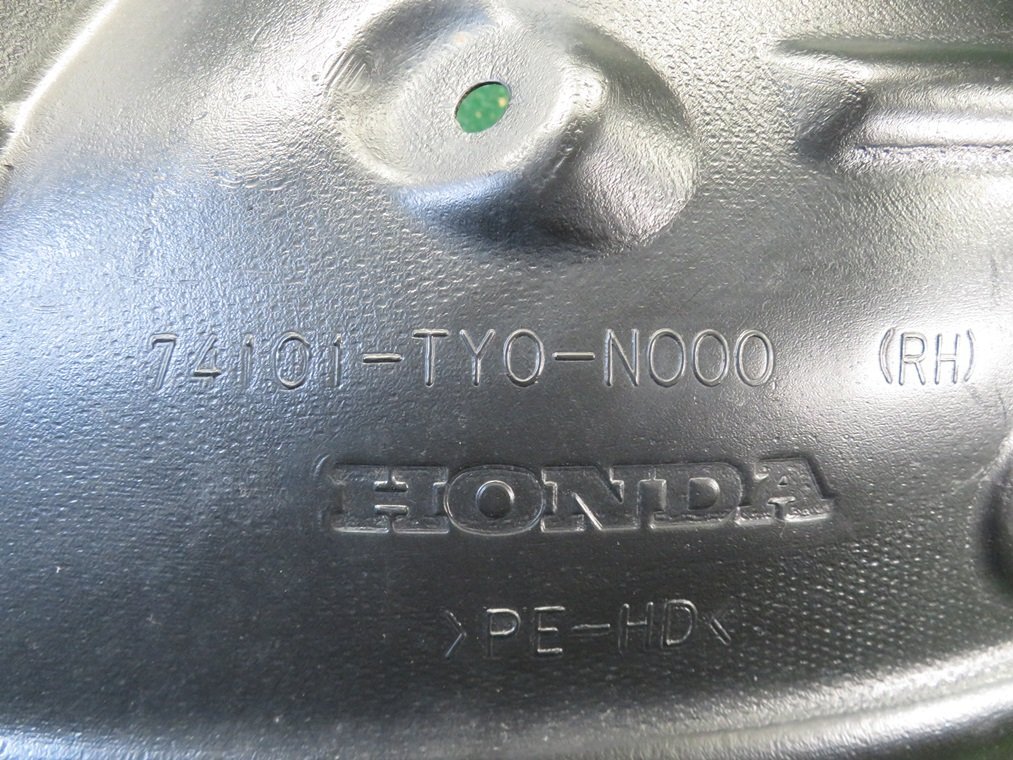 74101-TY0-N000 (RH)
HONDA
>PE-HD<